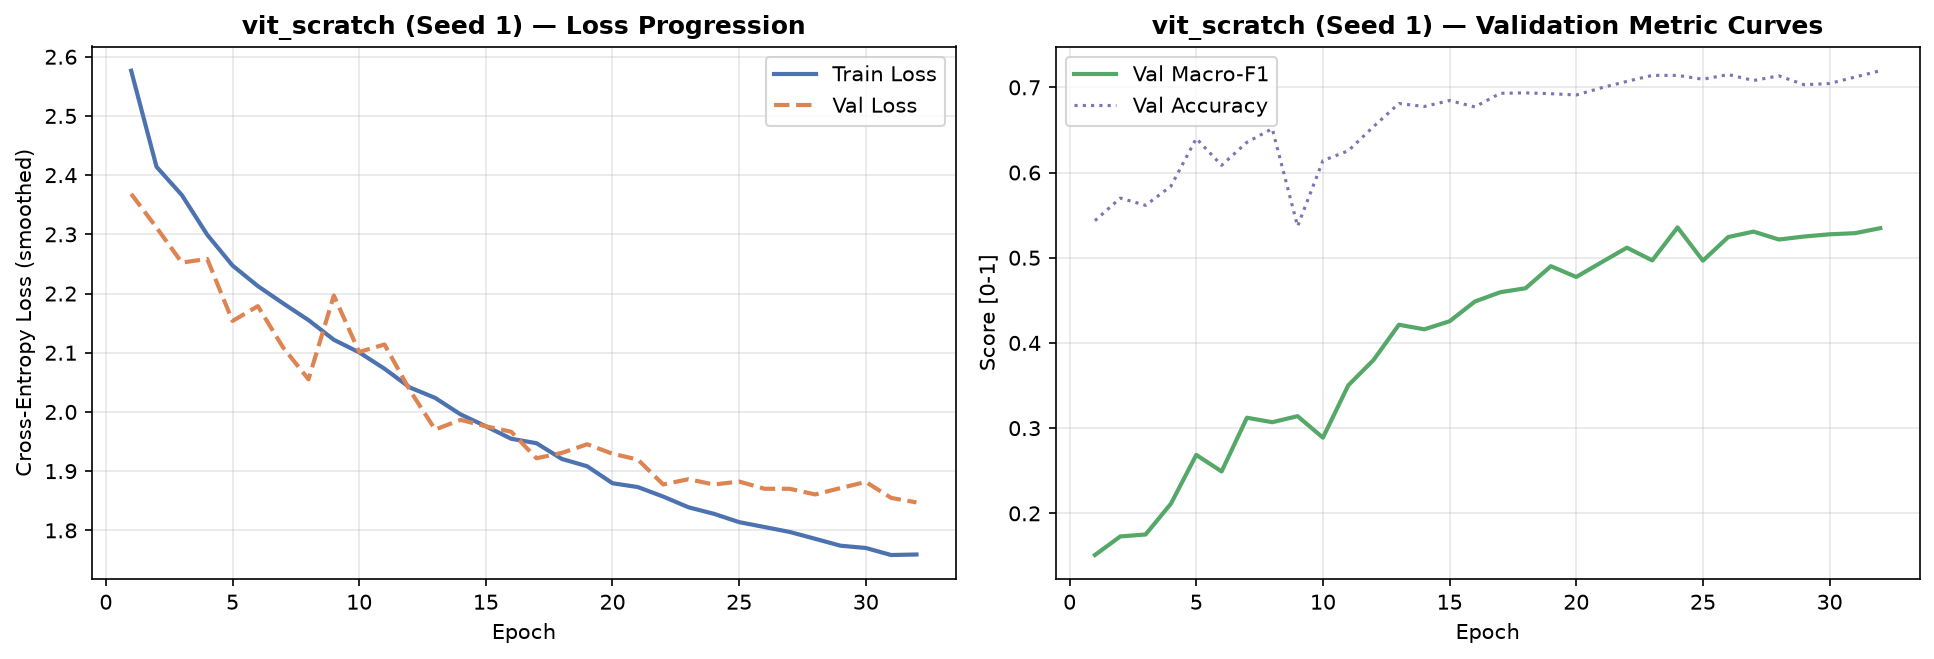 vit_scratch (Seed 1) — Loss Progression
2.6
2.5
2.4
2.3
2.2
2.1
2.0
1.9
1.8
Cross-Entropy Loss (smoothed)
Train Loss
Val Loss
0 5 10 15 20 25 30
Epoch
vit_scratch (Seed 1) — Validation Metric Curves
0.7
0.6
0.5
0.4
0.3
0.2
Score [0-1]
Val Macro-F1
Val Accuracy
0 5 10 15 20 25 30
Epoch